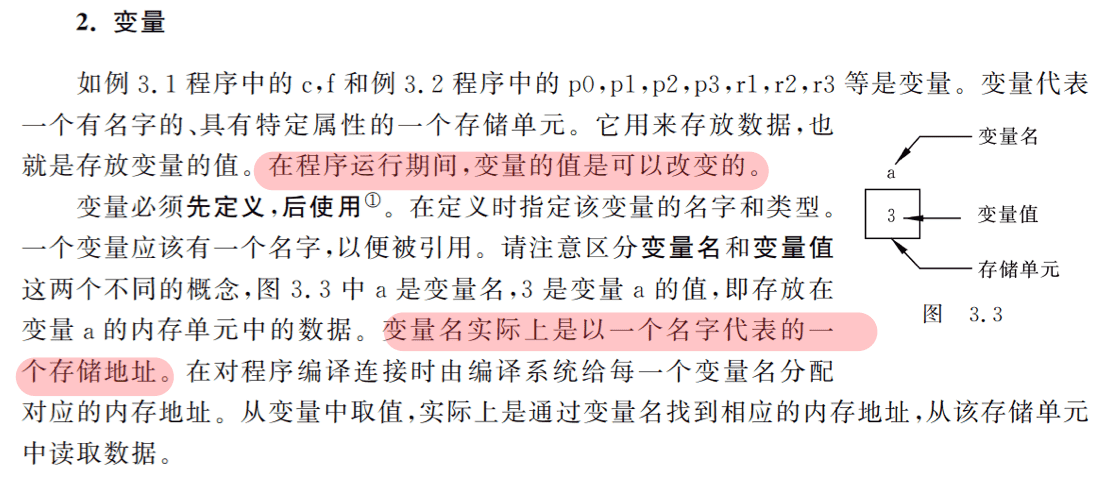 2. 变量
如例 3.1 程序中的 c,f 和例 3.2 程序中的 p0,p1,p2,p3,r1,r2,r3 等是变量。变量代表
一个有名字的、具有特定属性的一个存储单元。它用来存放数据,也
就是存放变量的值。在程序运行期间,变量的值是可以改变的。
变量必须先定义,后使用①。在定义时指定该变量的名字和类型。
一个变量应该有一个名字,以便被引用。请注意区分变量名和变量值
这两个不同的概念,图 3.3 中 a 是变量名,3 是变量 a 的值,即存放在
变量 a 的内存单元中的数据。变量名实际上是以一个名字代表的一
个存储地址。在对程序编译连接时由编译系统给每一个变量名分配
对应的内存地址。从变量中取值,实际上是通过变量名找到相应的内存地址,从该存储单元
中读取数据。
变量名
a
3
变量值
存储单元
图 3.3